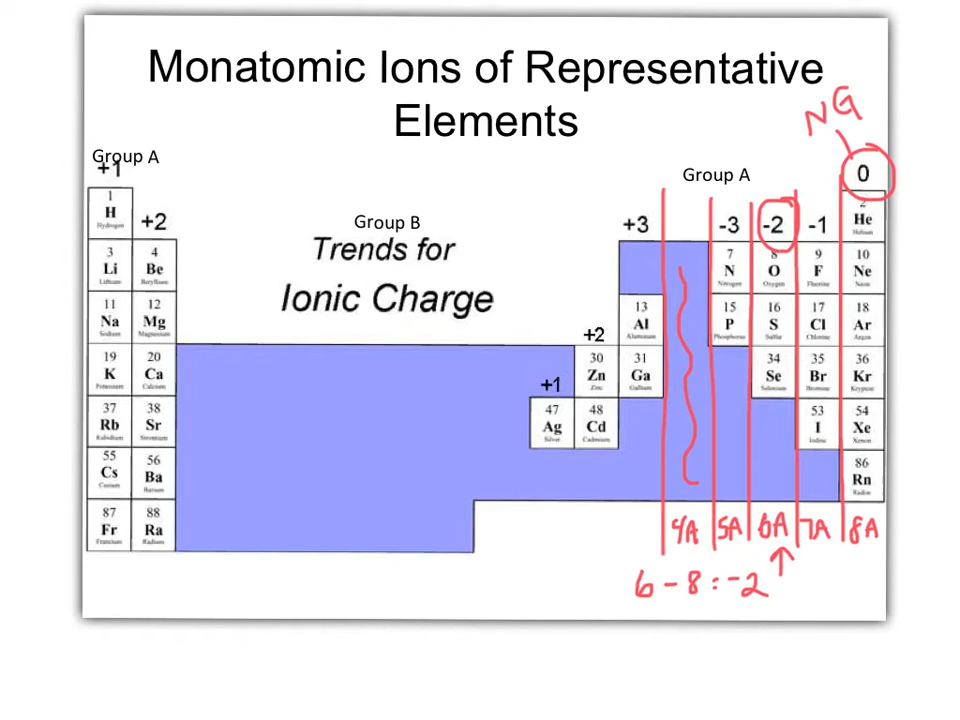 Monatomic Ions of Representative
Elements
NG
Group A
+1
Group A
0
Group B
+2
+3
-3
-2
-1
Trends for
Ionic Charge
1
H
Hydrogen
2
He
Helium
3
Li
Lithium
4
Be
Beryllium
7
N
Nitrogen
8
O
Oxygen
9
F
Fluorine
10
Ne
Neon
11
Na
Sodium
12
Mg
Magnesium
13
Al
Aluminum
15
P
Phosphorus
16
S
Sulfur
17
Cl
Chlorine
18
Ar
Argon
+2
19
K
Potassium
20
Ca
Calcium
30
Zn
Zinc
31
Ga
Gallium
34
Se
Selenium
35
Br
Bromine
36
Kr
Krypton
+1
37
Rb
Rubidium
38
Sr
Strontium
47
Ag
Silver
48
Cd
Cadmium
53
I
Iodine
54
Xe
Xenon
55
Cs
Cesium
56
Ba
Barium
86
Rn
Radon
87
Fr
Francium
88
Ra
Radium
4A 5A 6A 7A 8A
6 - 8 = -2